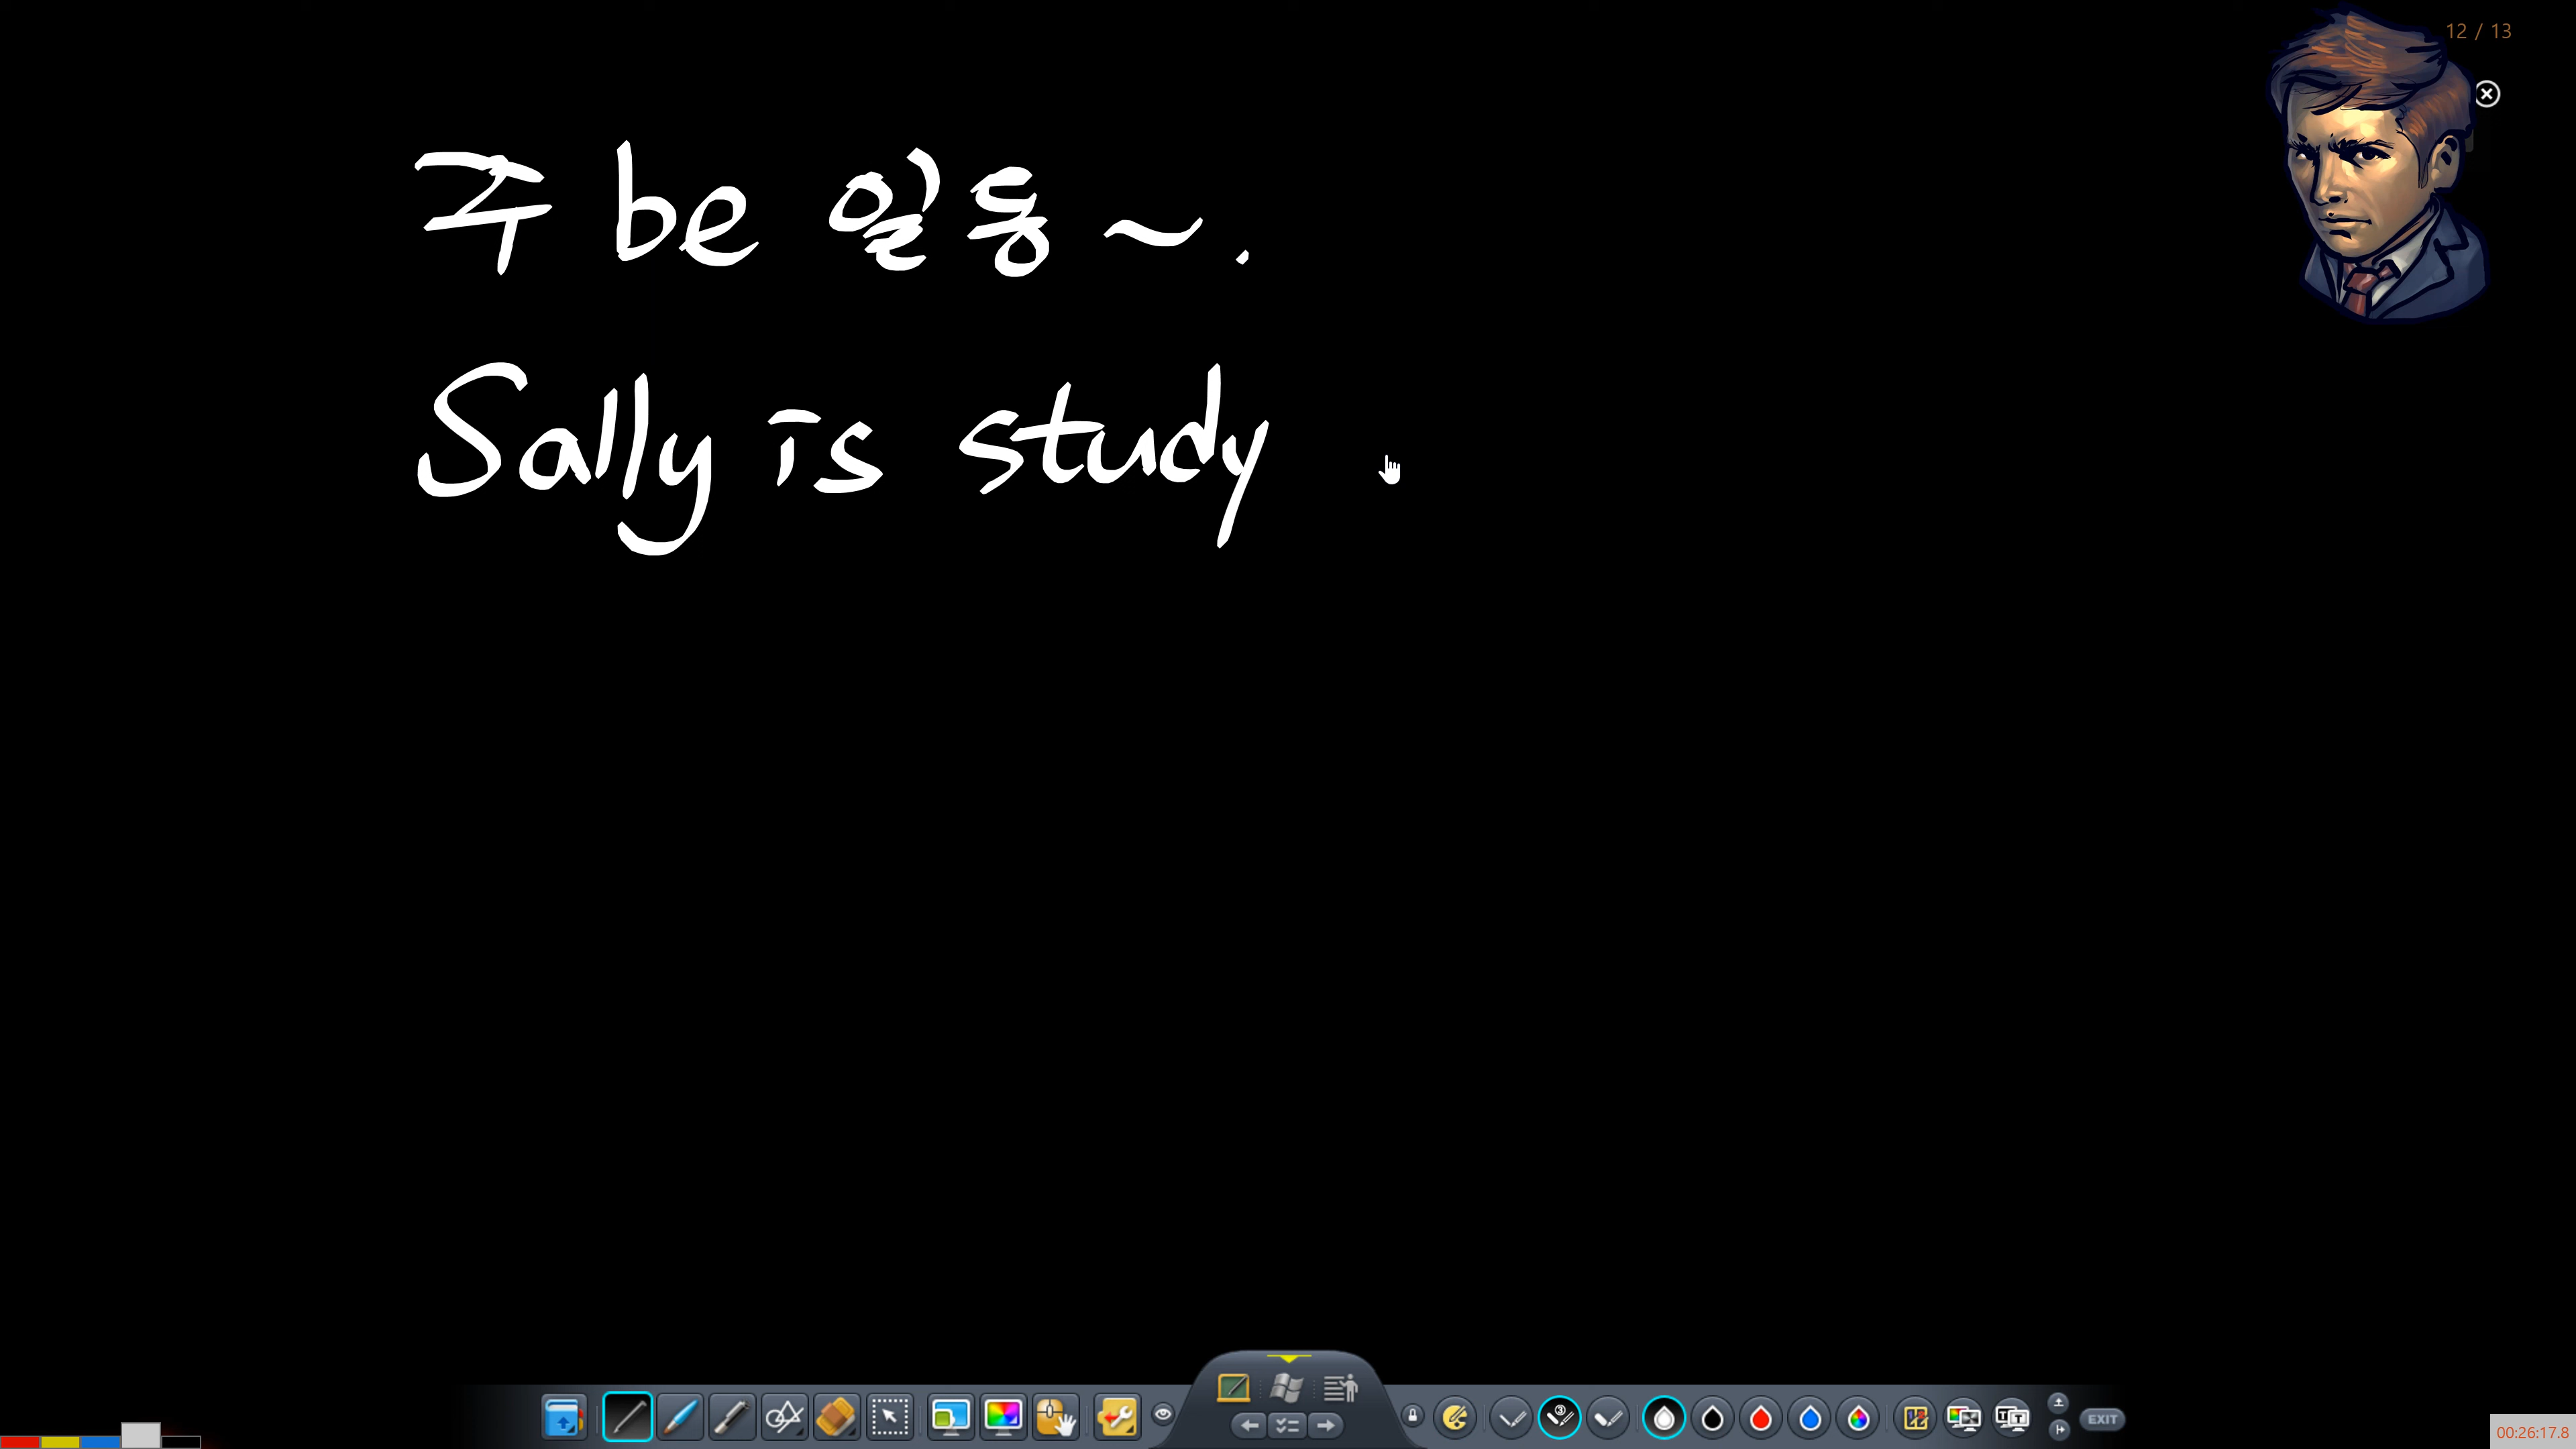 12 / 13
주 be 일동 ~.
Sally is study
EXIT
00:26:17.8